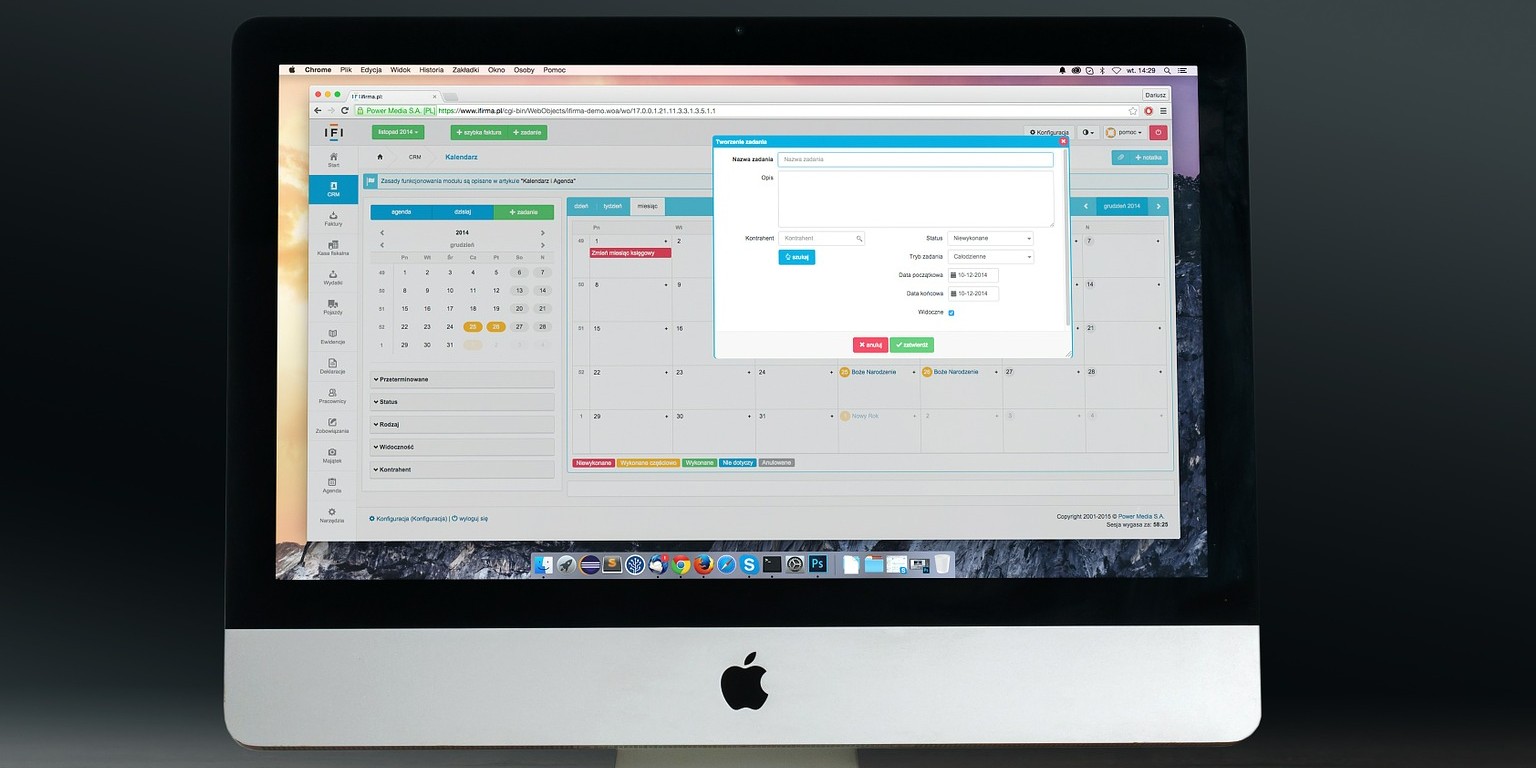 Chrome Plik Edycja Widok Historia Zakładki Okno Osoby Pomoc wt. 14:29
ifirma.pl Dariusz
Power Media S.A. [PL] https://www.ifirma.pl/cgi-bin/WebObjects/ifirma-demo.woa/wo/17.0.0.1.21.11.3.3.1.3.5.1.1
IFI listopad 2014 + szybka faktura + zadanie Konfiguracja pomoc
Start
CRM
Faktury
Kasa fiskalna
Wydatki
Pojazdy
Ewidencje
Deklaracje
Pracownicy
Zobowiązania
Majątek
Agenda
Narzędzia
CRM Kalendarz + notatka
Zasady funkcjonowania modułu są opisane w artykule "Kalendarz i Agenda"
agenda dzisiaj + zadanie
2014
grudzień
Pn Wt Śr Cz Pt So N
49 1 2 3 4 5 6 7
50 8 9 10 11 12 13 14
51 15 16 17 18 19 20 21
52 22 23 24 25 26 27 28
1 29 30 31 1 2 3 4
Przeterminowane
Status
Rodzaj
Widoczność
Kontrahent
dzień tydzień miesiąc grudzień 2014
Pn Wt N
49 1 + 2 + 7 +
Zmień miesiąc księgowy
50 8 + 9 + 14 +
51 15 + 16 + 21 +
52 22 + 23 + 24 + 25 Boże Narodzenie + 26 Boże Narodzenie + 27 + 28 +
1 29 + 30 + 31 + 1 Nowy Rok + 2 + 3 + 4 +
Niewykonane Wykonane częściowo Wykonane Nie dotyczy Anulowane
Tworzenie zadania
Nazwa zadania Nazwa zadania
Opis
Kontrahent Kontrahent Status Niewykonane
szukaj Tryb zadania Całodzienne
Data początkowa 10-12-2014
Data końcowa 10-12-2014
Widoczne
anuluj zatwierdź
Konfiguracja (Konfiguracja) | wyloguj się
Copyright 2001-2015 © Power Media S.A.
Sesja wygasa za: 58:25
S S Ps